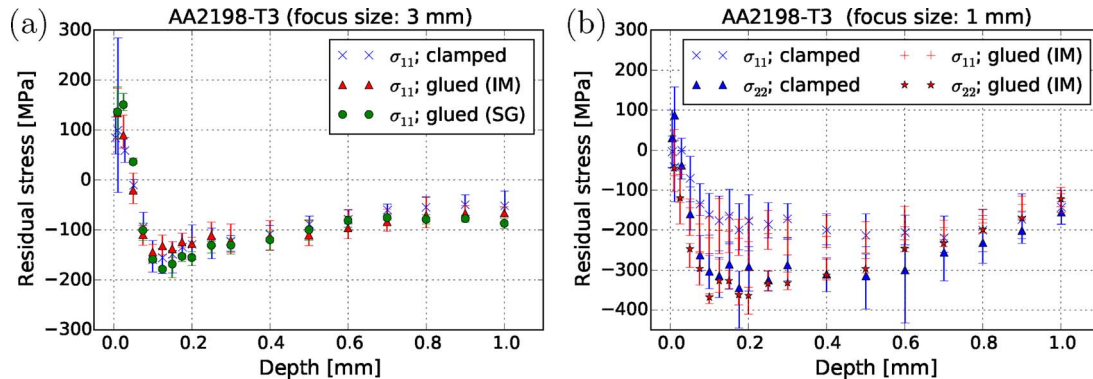 (a)
AA2198-T3 (focus size: 3 mm)
σ11; clamped
σ11; glued (IM)
σ11; glued (SG)
Residual stress [MPa]
300
200
100
0
−100
−200
−300
0.0 0.2 0.4 0.6 0.8 1.0
Depth [mm]
(b)
AA2198-T3 (focus size: 1 mm)
σ11; clamped σ11; glued (IM)
σ22; clamped σ22; glued (IM)
Residual stress [MPa]
300
200
100
0
−100
−200
−300
−400
0.0 0.2 0.4 0.6 0.8 1.0
Depth [mm]